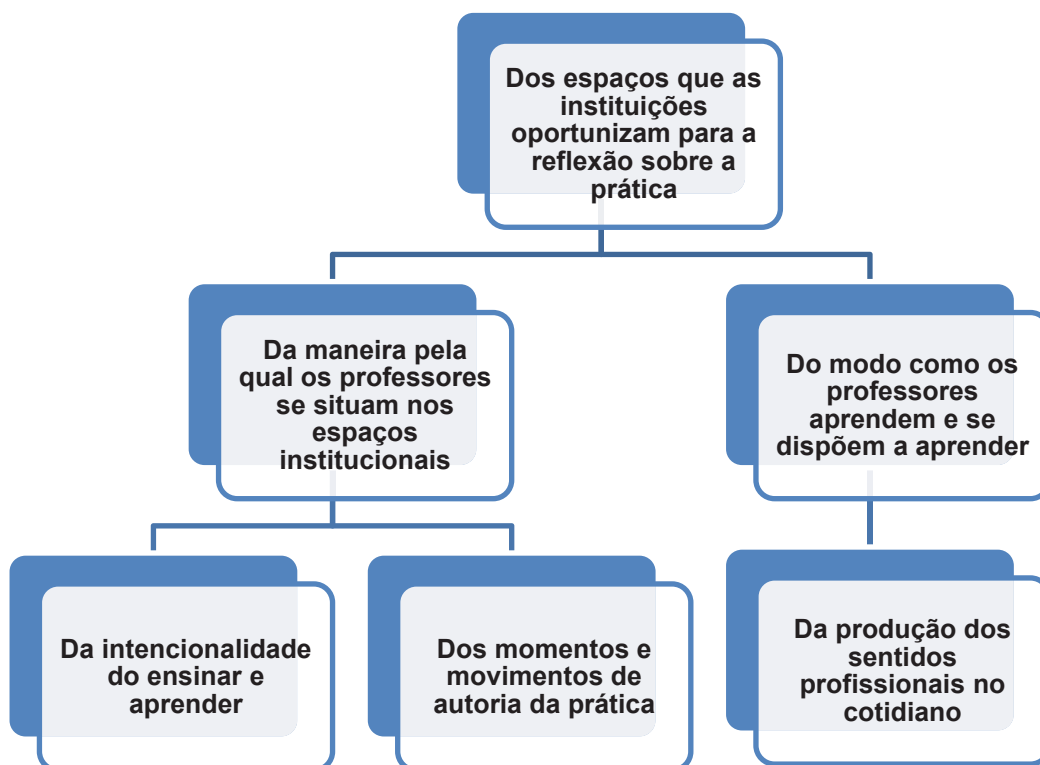 Dos espaços que as
instituições
oportunizam para a
reflexão sobre a
prática
Da maneira pela
qual os professores
se situam nos
espaços
institucionais
Do modo como os
professores
aprendem e se
dispõem a aprender
Da intencionalidade
do ensinar e
aprender
Dos momentos e
movimentos de
autoria da prática
Da produção dos
sentidos
profissionais no
cotidiano